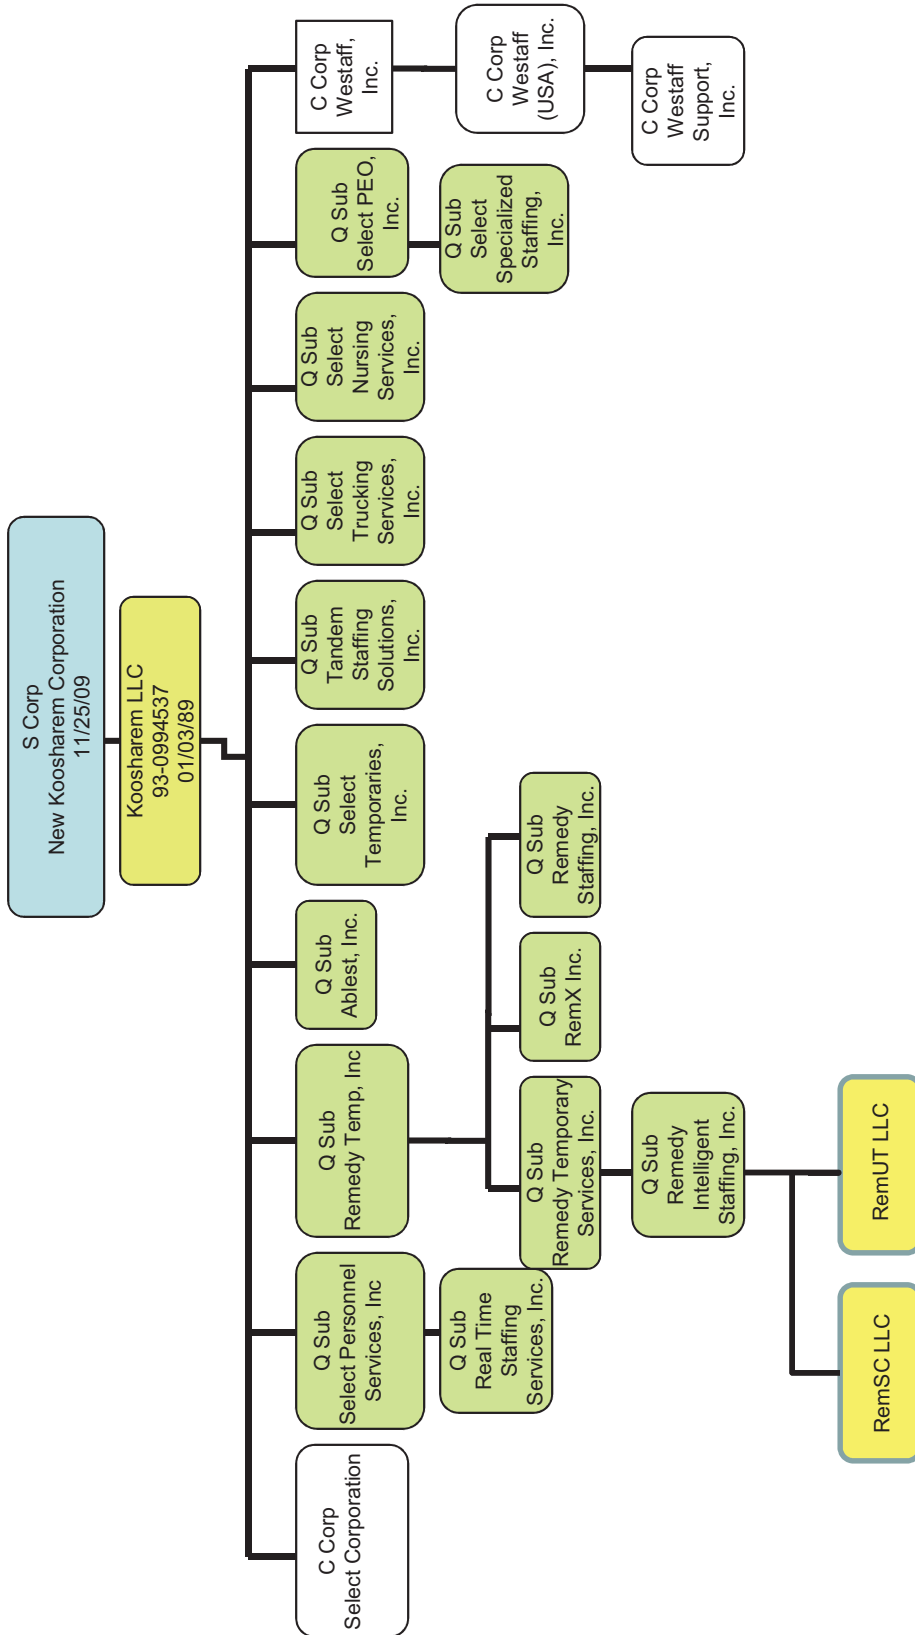 S Corp
New Koosharem Corporation
11/25/09
Koosharem LLC
93-0994537
01/03/89
C Corp
Select Corporation
Q Sub
Select Personnel
Services, Inc
Q Sub
Remedy Temp, Inc
Q Sub
Ablest, Inc.
Q Sub
Select
Temporaries,
Inc.
Q Sub
Tandem
Staffing
Solutions,
Inc.
Q Sub
Select
Trucking
Services,
Inc.
Q Sub
Select
Nursing
Services,
Inc.
Q Sub
Select PEO,
Inc.
C Corp
Westaff,
Inc.
Q Sub
Real Time
Staffing
Services, Inc.
Q Sub
Select
Specialized
Staffing,
Inc.
C Corp
Westaff
(USA), Inc.
Q Sub
Remedy Temporary
Services, Inc.
Q Sub
RemX Inc.
Q Sub
Remedy
Staffing, Inc.
Q Sub
Remedy
Intelligent
Staffing, Inc.
C Corp
Westaff
Support,
Inc.
RemSC LLC
RemUT LLC